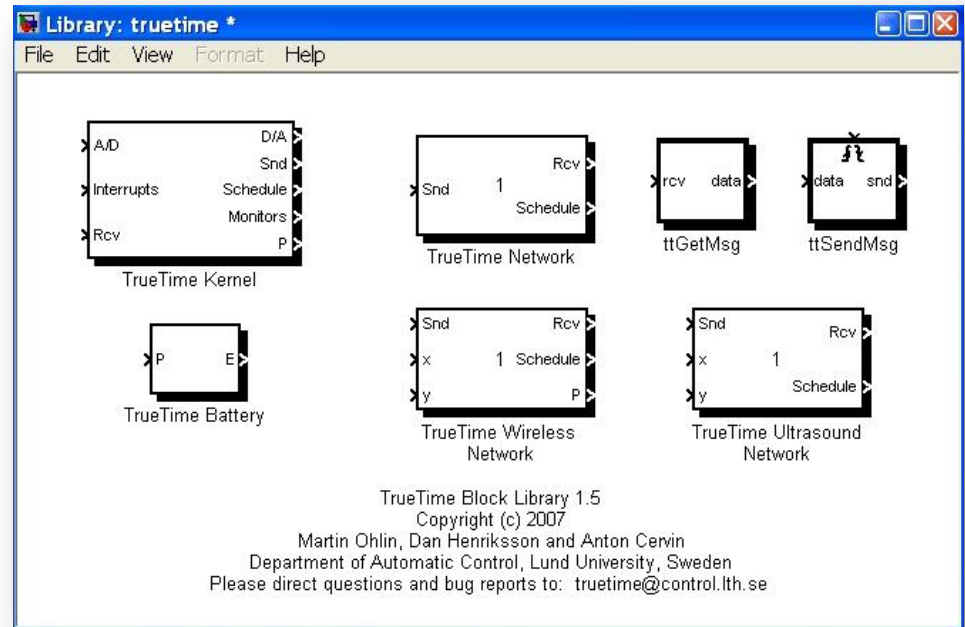 Library: truetime *
File Edit View Format Help
A/D
Interrupts
Rcv
D/A
Snd
Schedule
Monitors
P
TrueTime Kernel
Snd
1
Rcv
Schedule
TrueTime Network
rcv data
ttGetMsg
data snd
ttSendMsg
P E
TrueTime Battery
Snd
x
y
1
Rcv
Schedule
P
TrueTime Wireless
Network
Snd
x
y
1
Rcv
Schedule
TrueTime Ultrasound
Network
TrueTime Block Library 1.5
Copyright (c) 2007
Martin Ohlin, Dan Henriksson and Anton Cervin
Department of Automatic Control, Lund University, Sweden
Please direct questions and bug reports to: truetime@control.lth.se